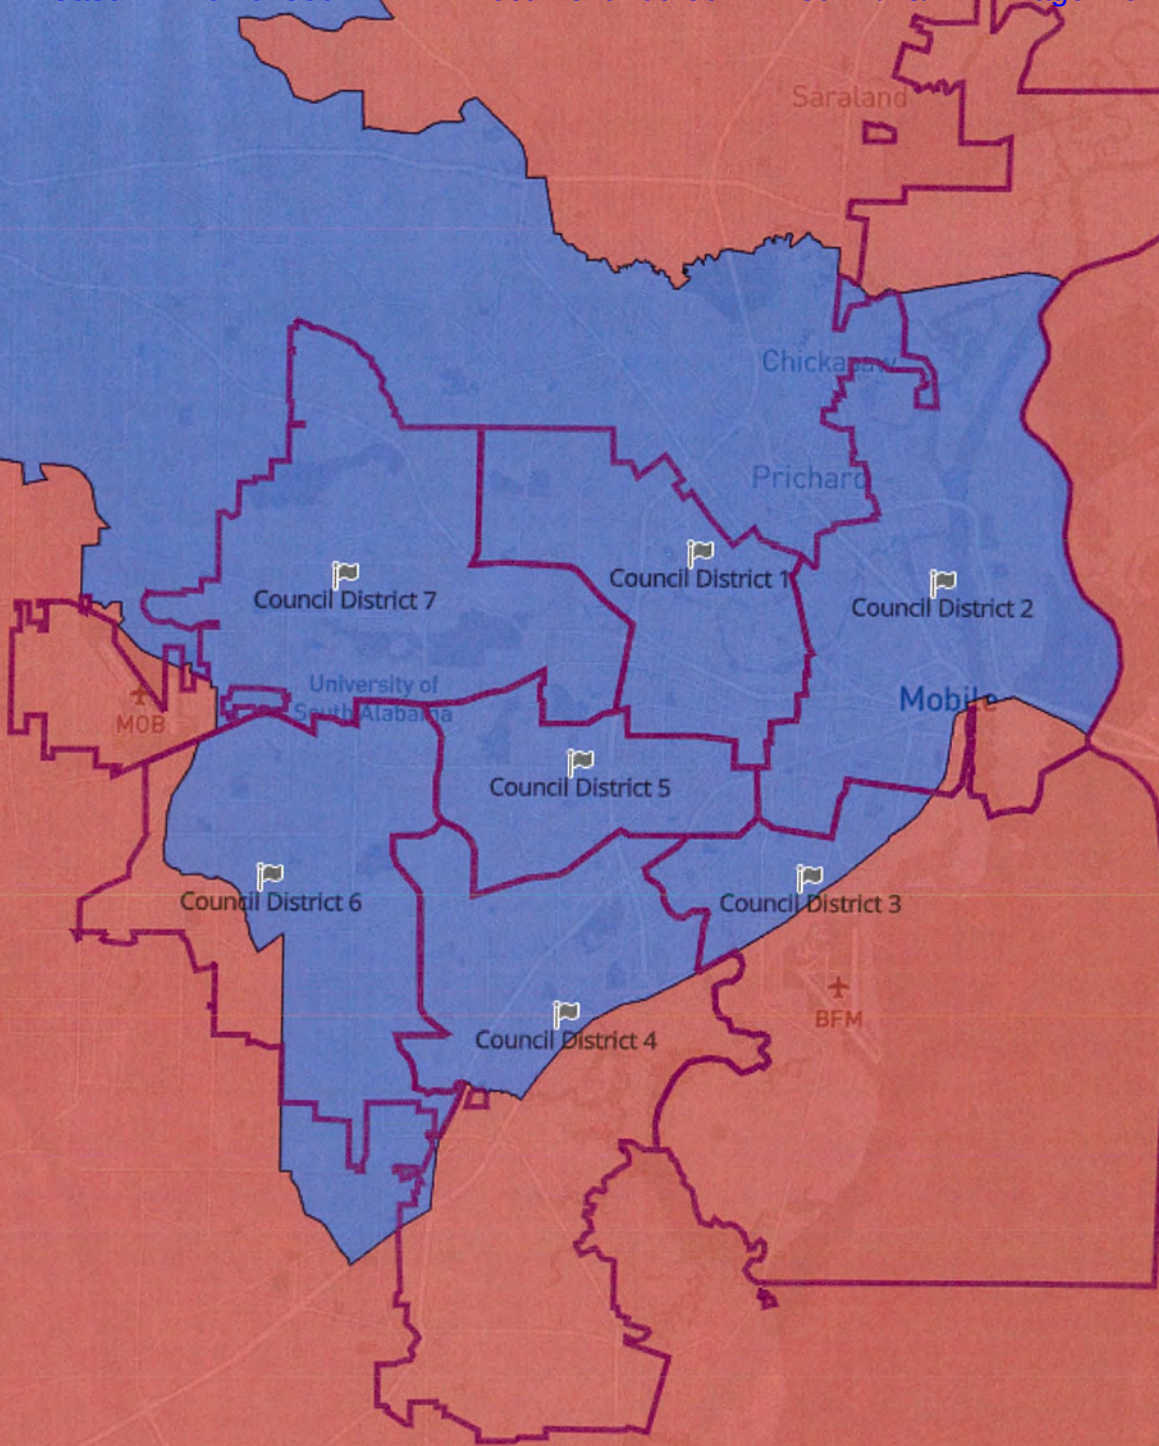 Saraland
Chickasaw
Prichard
Council District 1
Council District 7
Council District 2
University of
South Alabama
Mobile
MOB
Council District 5
Council District 6
Council District 3
BFM
Council District 4